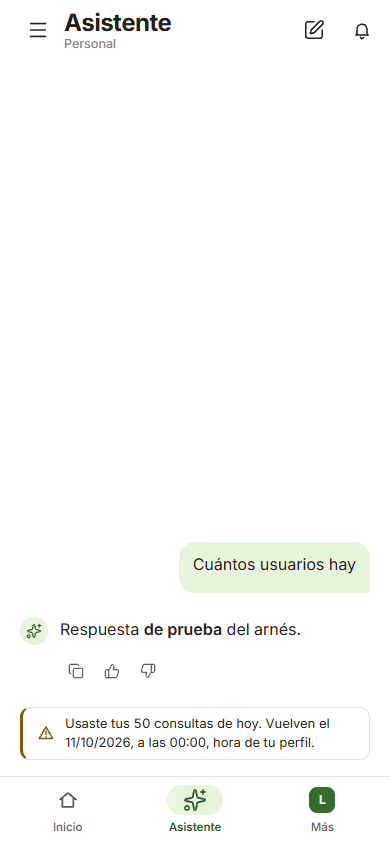 Asistente
Personal
Cuántos usuarios hay
Respuesta de prueba del arnés.
Usaste tus 50 consultas de hoy. Vuelven el
11/10/2026, a las 00:00, hora de tu perfil.
L
Inicio
Asistente
Más